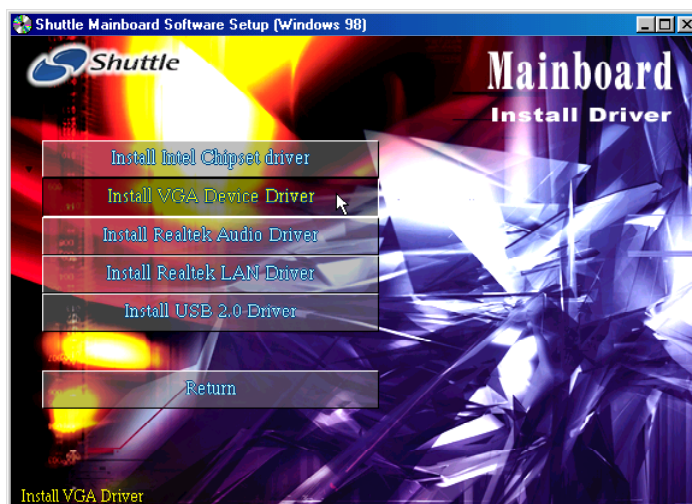 Shuttle Mainboard Software Setup (Windows 98)
Shuttle
Mainboard
Install Driver
Install Intel Chipset driver
Install VGA Device Driver
Install Realtek Audio Driver
Install Realtek LAN Driver
Install USB 2.0 Driver
Return
Install VGA Driver